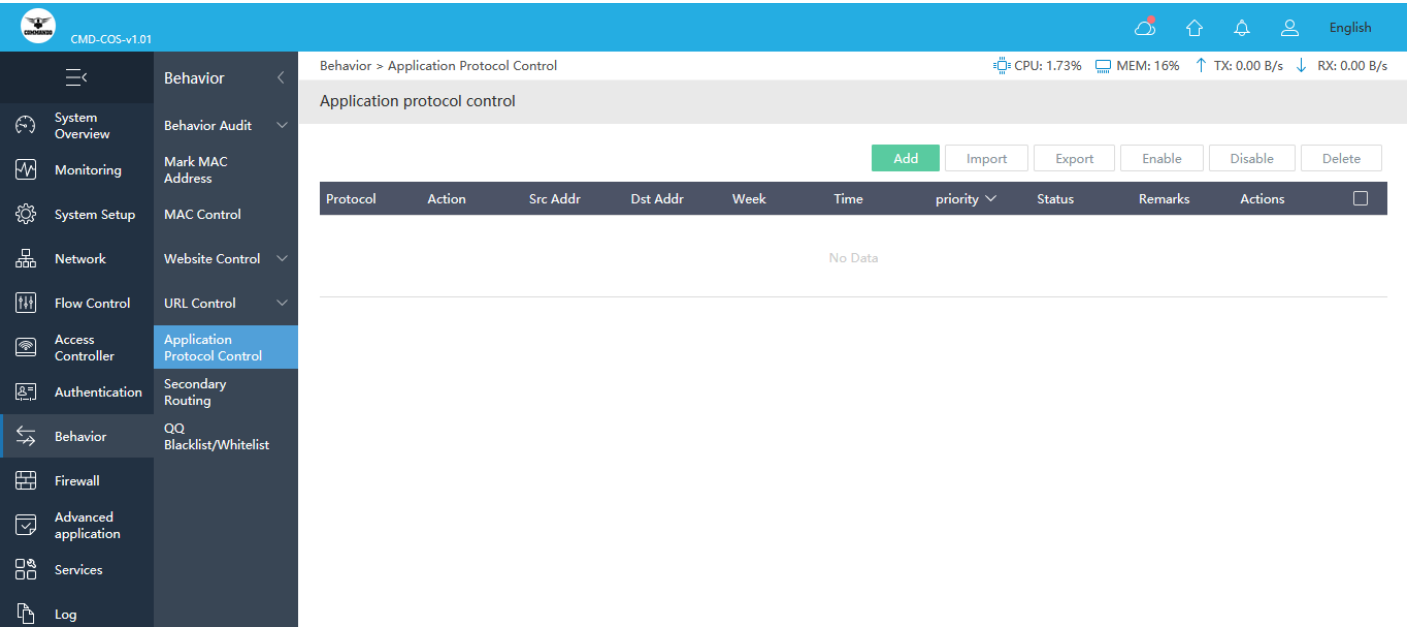 COMMANDO
CMD-COS-v1.01
English
Behavior
Behavior > Application Protocol Control
CPU: 1.73%
MEM: 16%
TX: 0.00 B/s
RX: 0.00 B/s
Application protocol control
System
Overview
Monitoring
System Setup
Network
Flow Control
Access
Controller
Authentication
Behavior
Firewall
Advanced
application
Services
Log
Behavior Audit
Mark MAC
Address
MAC Control
Website Control
URL Control
Application
Protocol Control
Secondary
Routing
QQ
Blacklist/Whitelist
Add
Import
Export
Enable
Disable
Delete
Protocol
Action
Src Addr
Dst Addr
Week
Time
priority
Status
Remarks
Actions
No Data